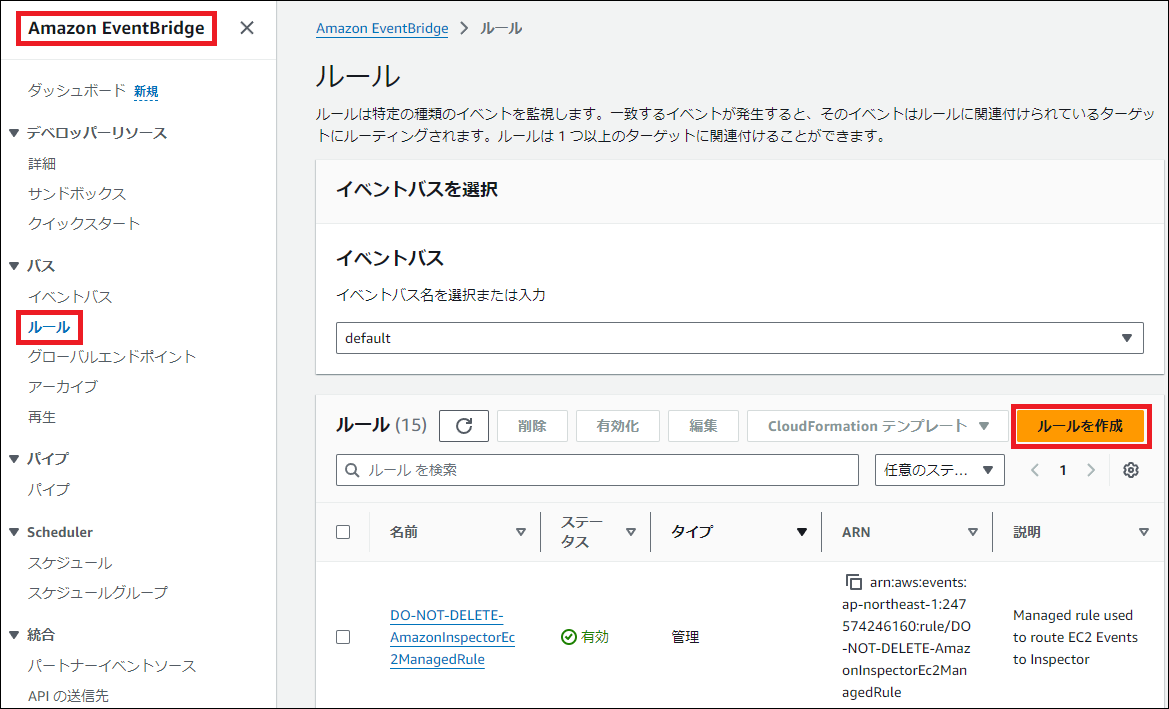 Amazon EventBridge
ダッシュボード 新規
デベロッパーリソース
詳細
サンドボックス
クイックスタート
バス
イベントバス
ルール
グローバルエンドポイント
アーカイブ
再生
パイプ
パイプ
Scheduler
スケジュール
スケジュールグループ
統合
パートナーイベントソース
API の送信先
Amazon EventBridge > ルール
ルール
ルールは特定の種類のイベントを監視します。一致するイベントが発生すると、そのイベントはルールに関連付けられているターゲッ
トにルーティングされます。ルールは 1 つ以上のターゲットに関連付けることができます。
イベントバスを選択
イベントバス
イベントバス名を選択または入力
default
ルール (15) 削除 有効化 編集 CloudFormation テンプレート ルールを作成
ルール を検索 任意のステ... 1
名前 ステー
タス タイプ ARN 説明
DO-NOT-DELETE-
AmazonInspectorEc
2ManagedRule
有効
管理
arn:aws:events:
ap-northeast-1:247
574246160:rule/DO
-NOT-DELETE-Amaz
onInspectorEc2Man
agedRule
Managed rule used
to route EC2 Events
to Inspector